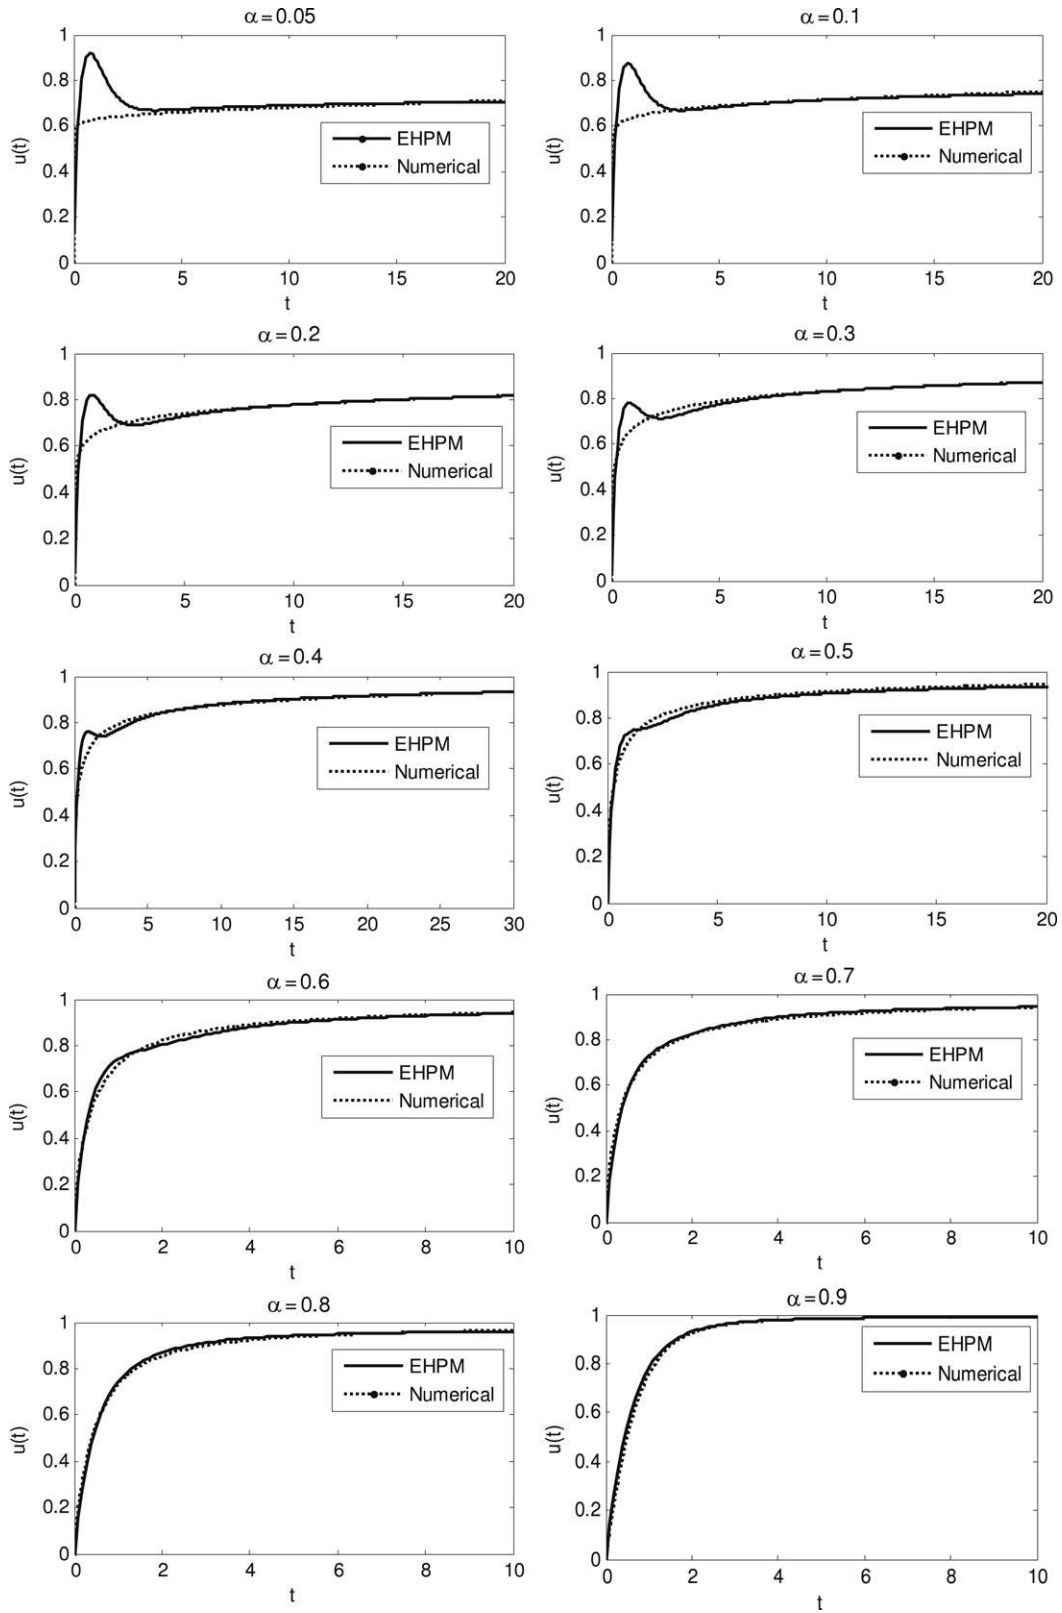 α=0.05
1
0.8
0.6
0.4
0.2
0
u(t)
EHPM
Numerical
0 5 10 15 20
t
α=0.1
1
0.8
0.6
0.4
0.2
0
u(t)
EHPM
Numerical
0 5 10 15 20
t
α=0.2
1
0.8
0.6
0.4
0.2
0
u(t)
EHPM
Numerical
0 5 10 15 20
t
α=0.3
1
0.8
0.6
0.4
0.2
0
u(t)
EHPM
Numerical
0 5 10 15 20
t
α=0.4
1
0.8
0.6
0.4
0.2
0
u(t)
EHPM
Numerical
0 5 10 15 20 25 30
t
α=0.5
1
0.8
0.6
0.4
0.2
0
u(t)
EHPM
Numerical
0 5 10 15 20
t
α=0.6
1
0.8
0.6
0.4
0.2
0
u(t)
EHPM
Numerical
0 2 4 6 8 10
t
α=0.7
1
0.8
0.6
0.4
0.2
0
u(t)
EHPM
Numerical
0 2 4 6 8 10
t
α=0.8
1
0.8
0.6
0.4
0.2
0
u(t)
EHPM
Numerical
0 2 4 6 8 10
t
α=0.9
1
0.8
0.6
0.4
0.2
0
u(t)
EHPM
Numerical
0 2 4 6 8 10
t